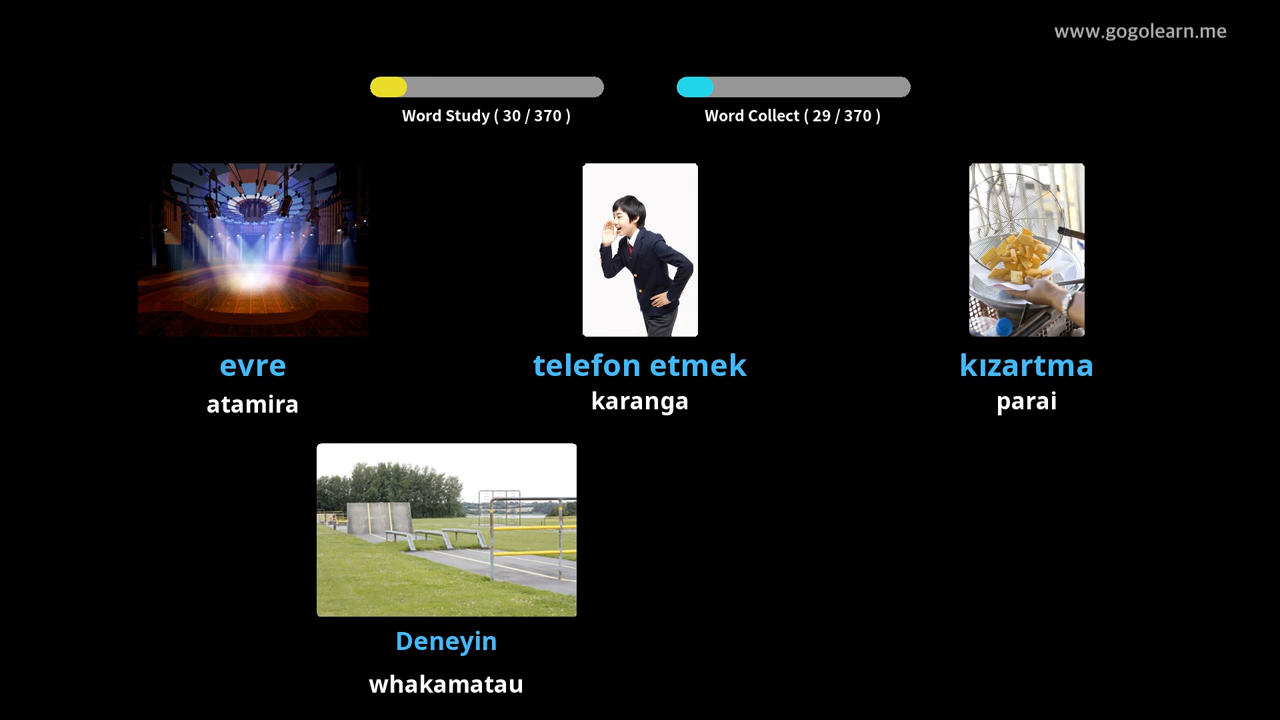 www.gogolearn.me
Word Study ( 30 / 370 )
Word Collect ( 29 / 370 )
evre
atamira
telefon etmek
karanga
kızartma
parai
Deneyin
whakamatau